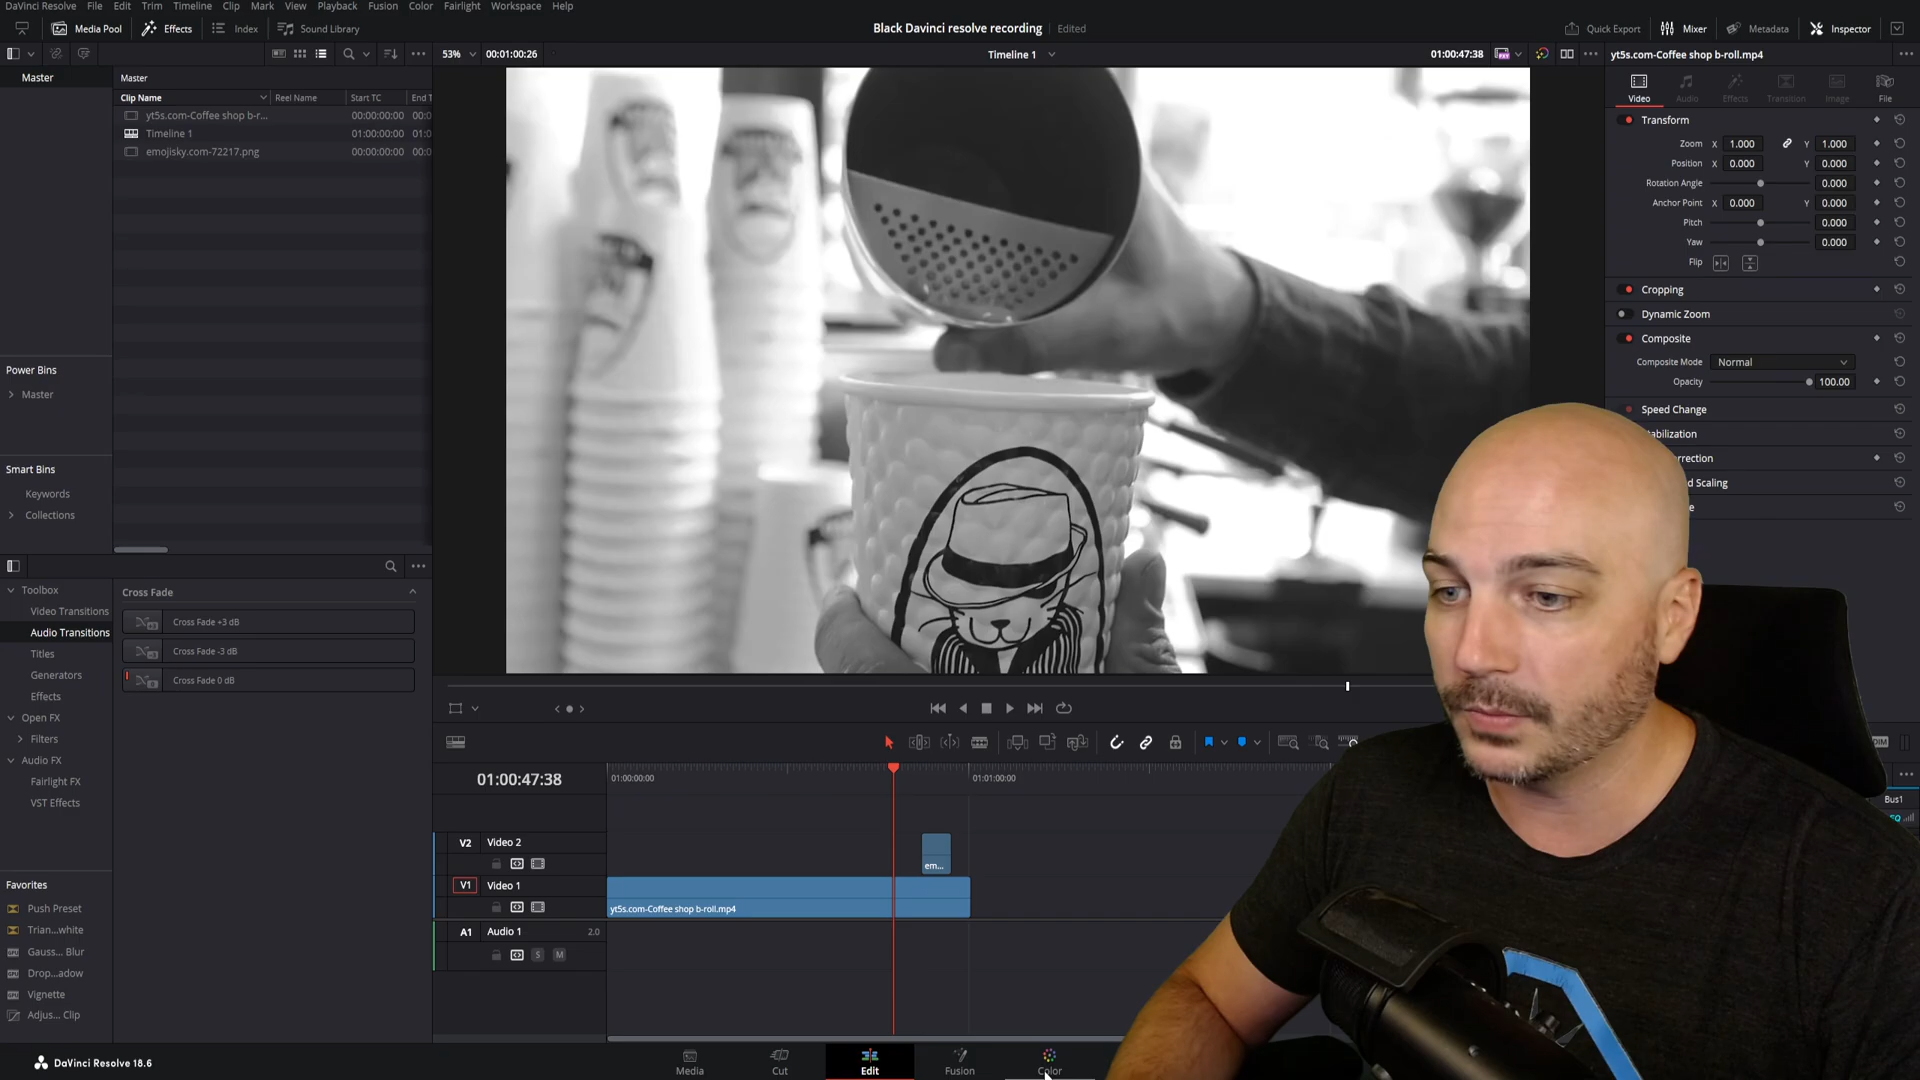 DaVinci Resolve File Edit Trim Timeline Clip Mark View Playback Fusion Color Fairlight Workspace Help
Media Pool Effects Index Sound Library Black Davinci resolve recording Edited Quick Export Mixer Metadata Inspector
53% 00:01:00:26 Timeline 1 01:00:47:38 yt5s.com-Coffee shop b-roll.mp4
Master Master
Clip Name Reel Name Start TC End T
yt5s.com-Coffee shop b-r... 00:00:00:00 00:0
Timeline 1 01:00:00:00 01:0
emojisky.com-72217.png 00:00:00:00 00:0
Power Bins
Master
Smart Bins
Keywords
Collections
Video Audio Effects Transition Image File
Transform
Zoom X 1.000 Y 1.000
Position X 0.000 Y 0.000
Rotation Angle 0.000
Anchor Point X 0.000 Y 0.000
Pitch 0.000
Yaw 0.000
Flip
Cropping
Dynamic Zoom
Composite
Composite Mode Normal
Opacity 100.00
Speed Change
tabilization
rrection
d Scaling
e
Toolbox
Video Transitions
Audio Transitions
Titles
Generators
Effects
Open FX
Filters
Audio FX
Fairlight FX
VST Effects
Cross Fade
Cross Fade +3 dB
Cross Fade -3 dB
Cross Fade 0 dB
Favorites
Push Preset
Trian...white
Gauss... Blur
Drop...adow
Vignette
Adjus... Clip
DIM
01:00:47:38 01:00:00:00 01:01:00:00
Bus1
EQ
V2 Video 2
em...
V1 Video 1
yt5s.com-Coffee shop b-roll.mp4
A1 Audio 1 2.0
S M
DaVinci Resolve 18.6
Media Cut Edit Fusion Color